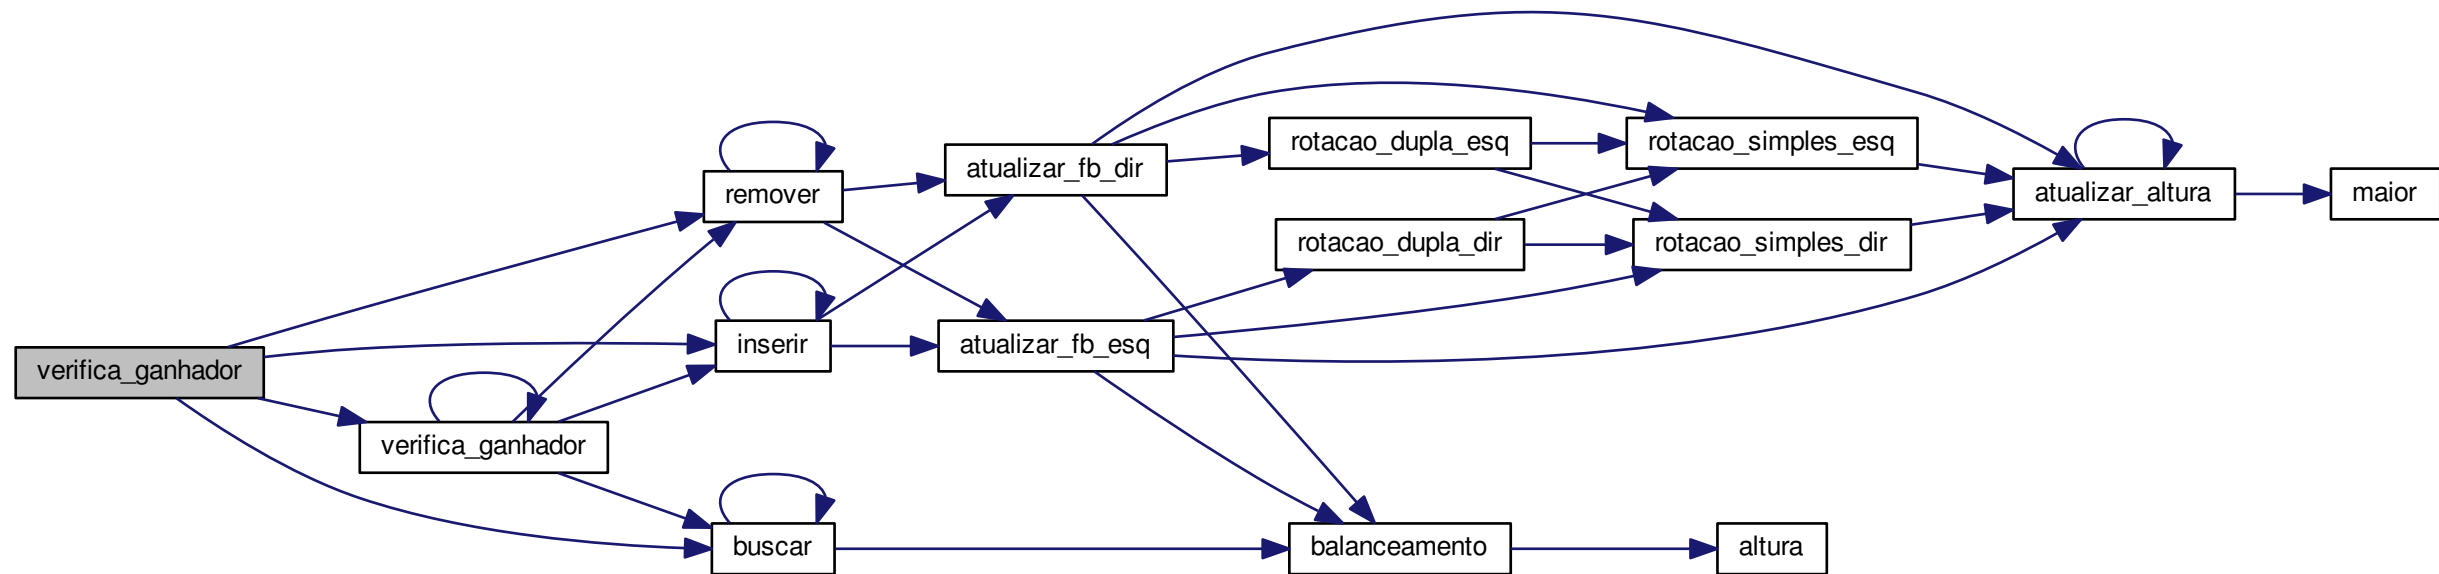 verifica_ganhador
verifica_ganhador
remover
inserir
buscar
atualizar_fb_dir
atualizar_fb_esq
rotacao_dupla_esq
rotacao_dupla_dir
balanceamento
rotacao_simples_esq
rotacao_simples_dir
altura
atualizar_altura
maior